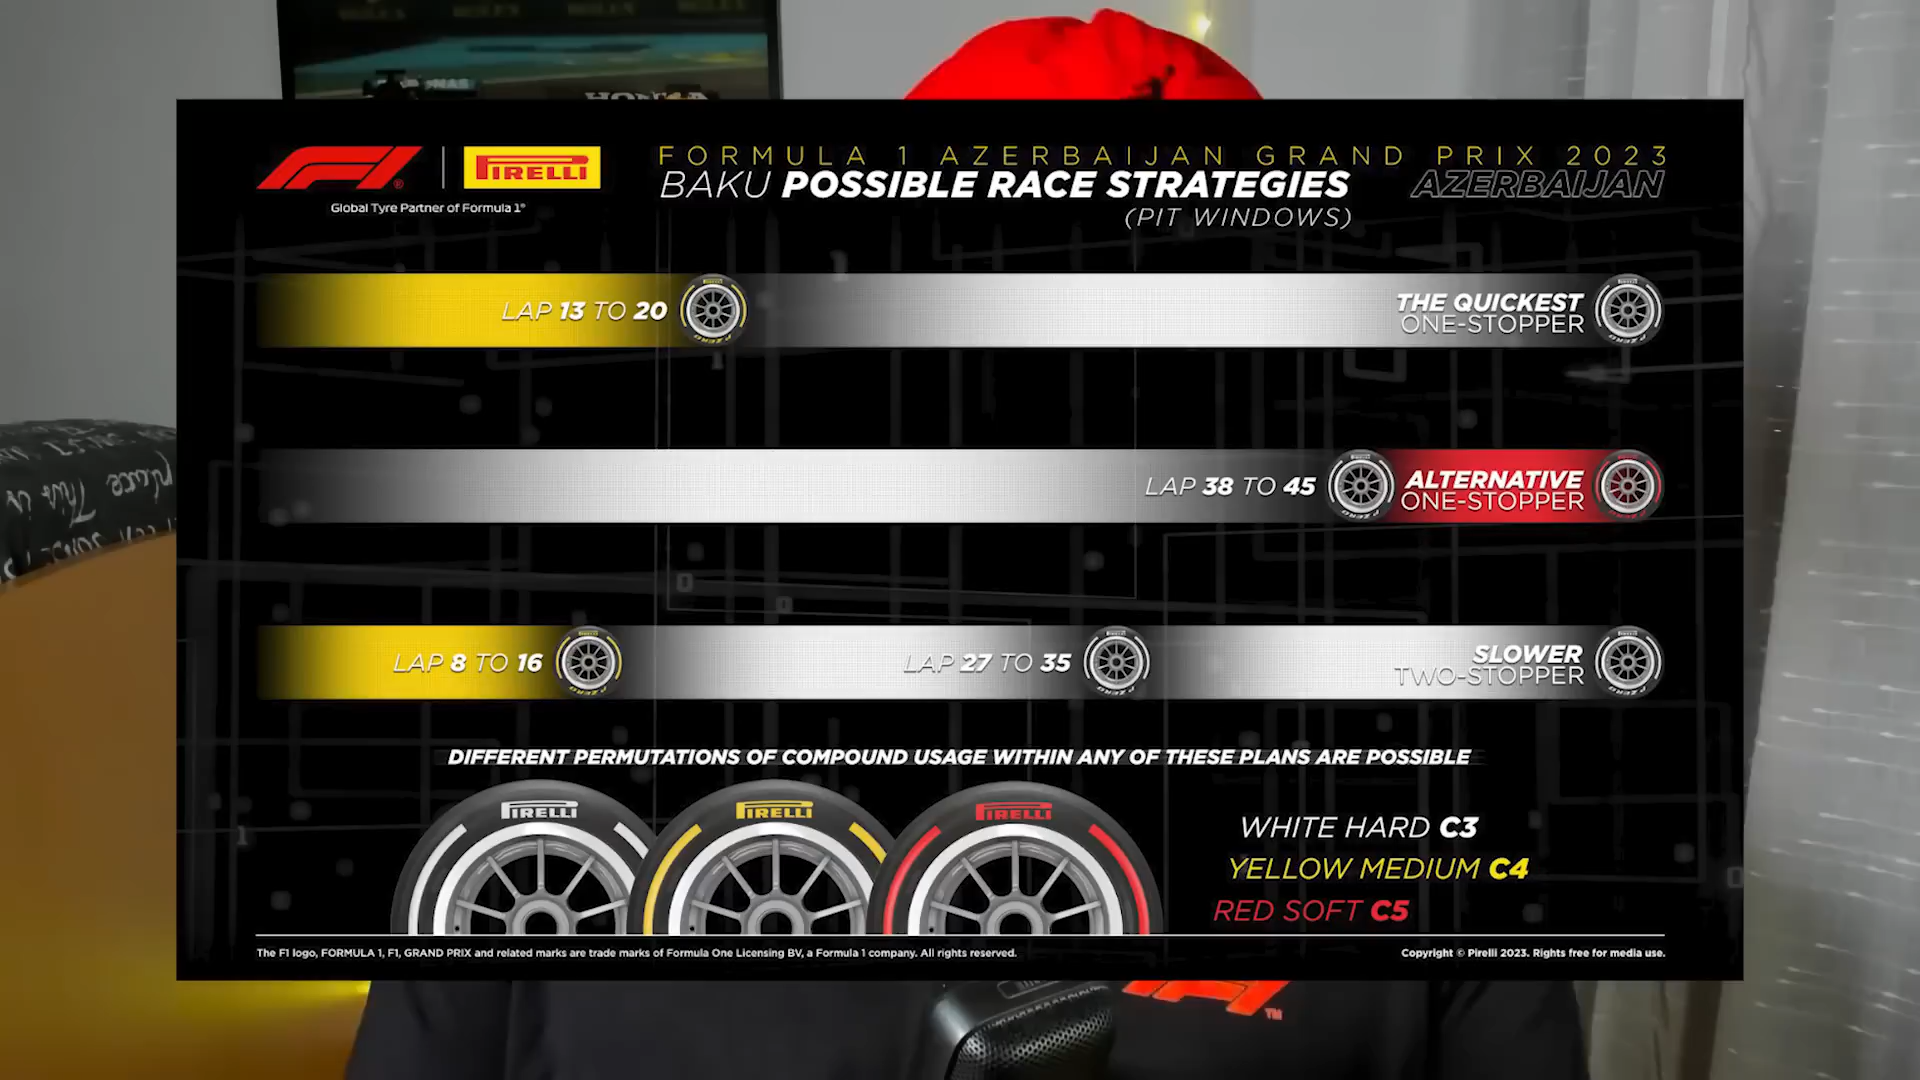 FORMULA 1 AZERBAIJAN GRAND PRIX 2023
PIRELLI
BAKU POSSIBLE RACE STRATEGIES AZERBAIJAN
Global Tyre Partner of Formula 1®
(PIT WINDOWS)
LAP 13 TO 20
THE QUICKEST
ONE-STOPPER
LAP 38 TO 45
ALTERNATIVE
ONE-STOPPER
LAP 8 TO 16
LAP 27 TO 35
SLOWER
TWO-STOPPER
DIFFERENT PERMUTATIONS OF COMPOUND USAGE WITHIN ANY OF THESE PLANS ARE POSSIBLE
PIRELLI PIRELLI PIRELLI
WHITE HARD C3
YELLOW MEDIUM C4
RED SOFT C5
The F1 logo, FORMULA 1, F1, GRAND PRIX and related marks are trade marks of Formula One Licensing BV, a Formula 1 company. All rights reserved.
Copyright © Pirelli 2023. Rights free for media use.
TM